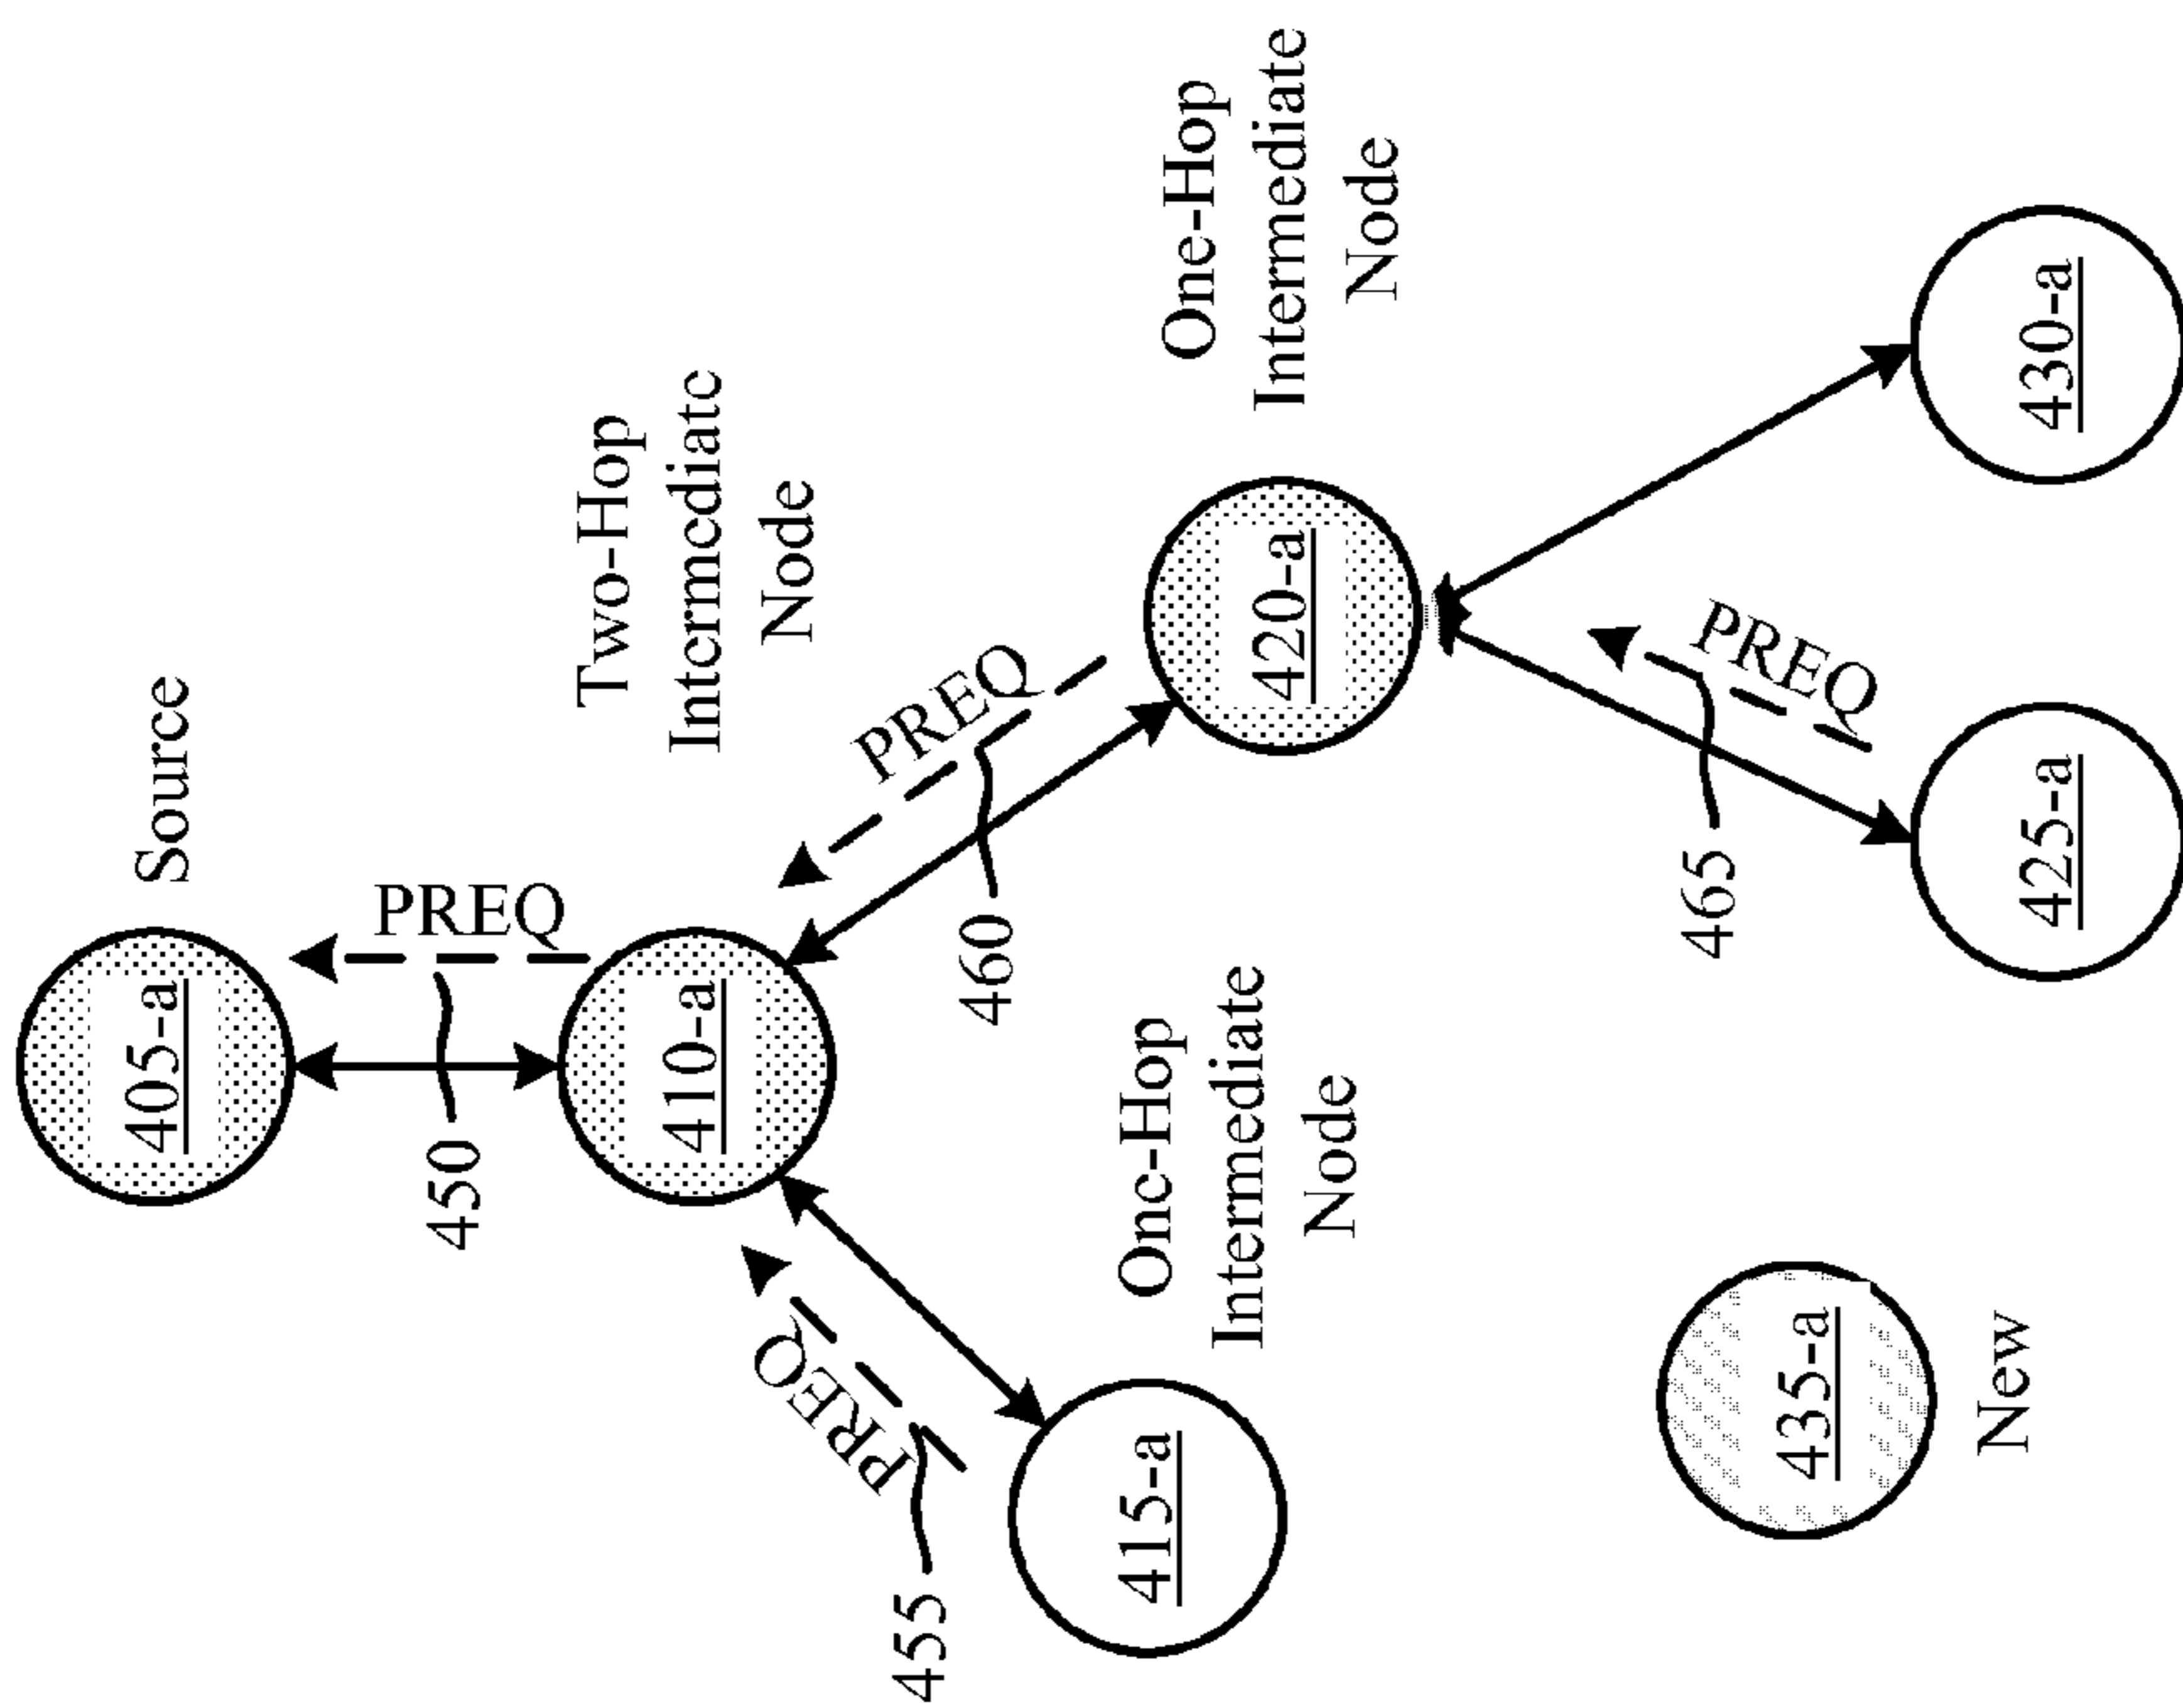 405-a
Source
450
PREQ
410-a
Two-Hop
Intermediate
Node
PREQ
455
460
PREQ
415-a
One-Hop
Intermediate
Node
420-a
One-Hop
Intermediate
Node
465
PREQ
435-a
New
425-a
430-a